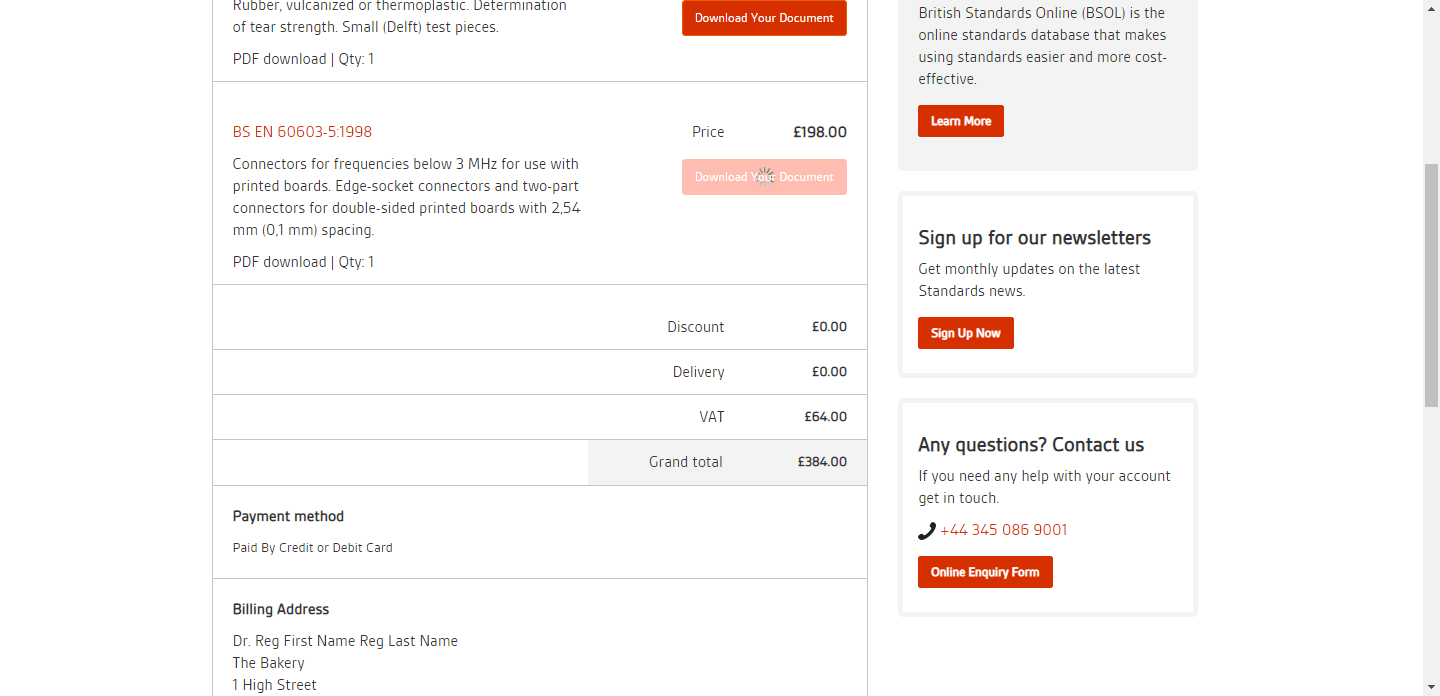 Rubber, vulcanized or thermoplastic. Determination
of tear strength. Small (Delft) test pieces.
Download Your Document
PDF download | Qty: 1
BS EN 60603-5:1998
Price £198.00
Connectors for frequencies below 3 MHz for use with
printed boards. Edge-socket connectors and two-part
connectors for double-sided printed boards with 2,54
mm (0,1 mm) spacing.
Download Your Document
PDF download | Qty: 1
Discount £0.00
Delivery £0.00
VAT £64.00
Grand total £384.00
Payment method
Paid By Credit or Debit Card
Billing Address
Dr. Reg First Name Reg Last Name
The Bakery
1 High Street
British Standards Online (BSOL) is the
online standards database that makes
using standards easier and more cost-
effective.
Learn More
Sign up for our newsletters
Get monthly updates on the latest
Standards news.
Sign Up Now
Any questions? Contact us
If you need any help with your account
get in touch.
+44 345 086 9001
Online Enquiry Form